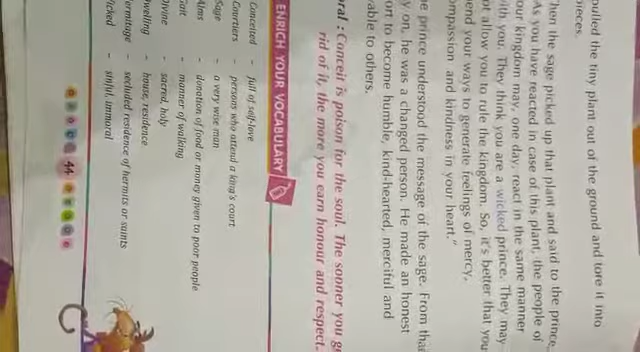 pulled the tiny plant out of the ground and tore it into
pieces.
Then the sage picked up that plant and said to the prince,
"As you have reacted in case of this plant, the people of
our kingdom may, one day, react in the same manner
with you. They think you are a wicked prince. They may
not allow you to rule the kingdom. So, it's better that you
mend your ways to generate feelings of mercy,
compassion and kindness in your heart."
The prince understood the message of the sage. From that
on, he was a changed person. He made an honest
to become humble, kind-hearted, merciful and
to others.
Moral : Conceit is poison for the soul. The sooner you
rid of it, the more you earn honour and respect.
ENRICH YOUR VOCABULARY
Conceited – full of self-love
Courtiers – persons who attend a king's court
Sage – a very wise man
Alms – donation of food or money given to poor people
Gait – manner of walking
Divine – sacred, holy
Dwelling – house, residence
Hermitage – secluded residence of hermits or saints
Wicked – sinful, immoral
44